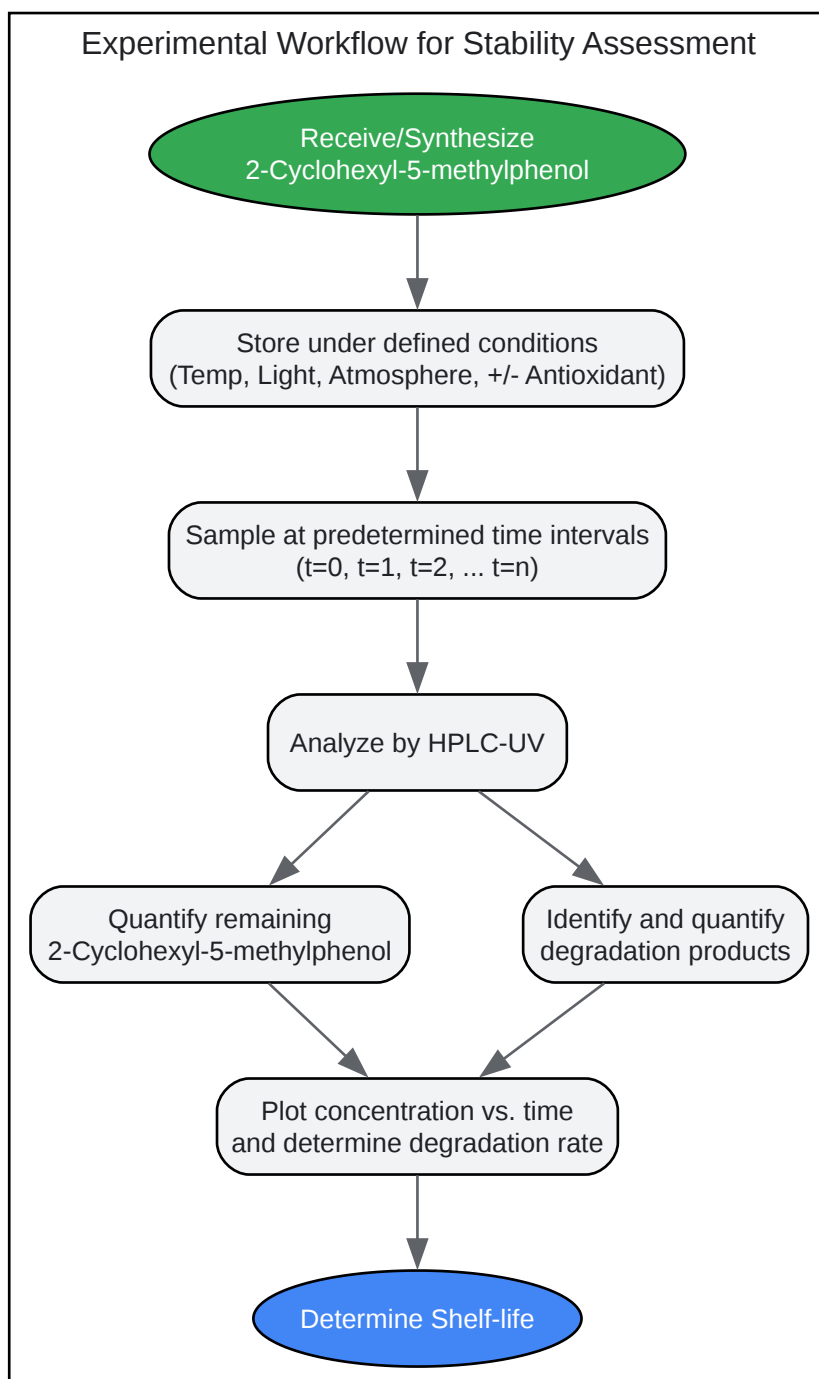 Experimental Workflow for Stability Assessment
Receive/Synthesize
2-Cyclohexyl-5-methylphenol
Store under defined conditions
(Temp, Light, Atmosphere, +/- Antioxidant)
Sample at predetermined time intervals
(t=0, t=1, t=2, ... t=n)
Analyze by HPLC-UV
Quantify remaining
2-Cyclohexyl-5-methylphenol
Identify and quantify
degradation products
Plot concentration vs. time
and determine degradation rate
Determine Shelf-life